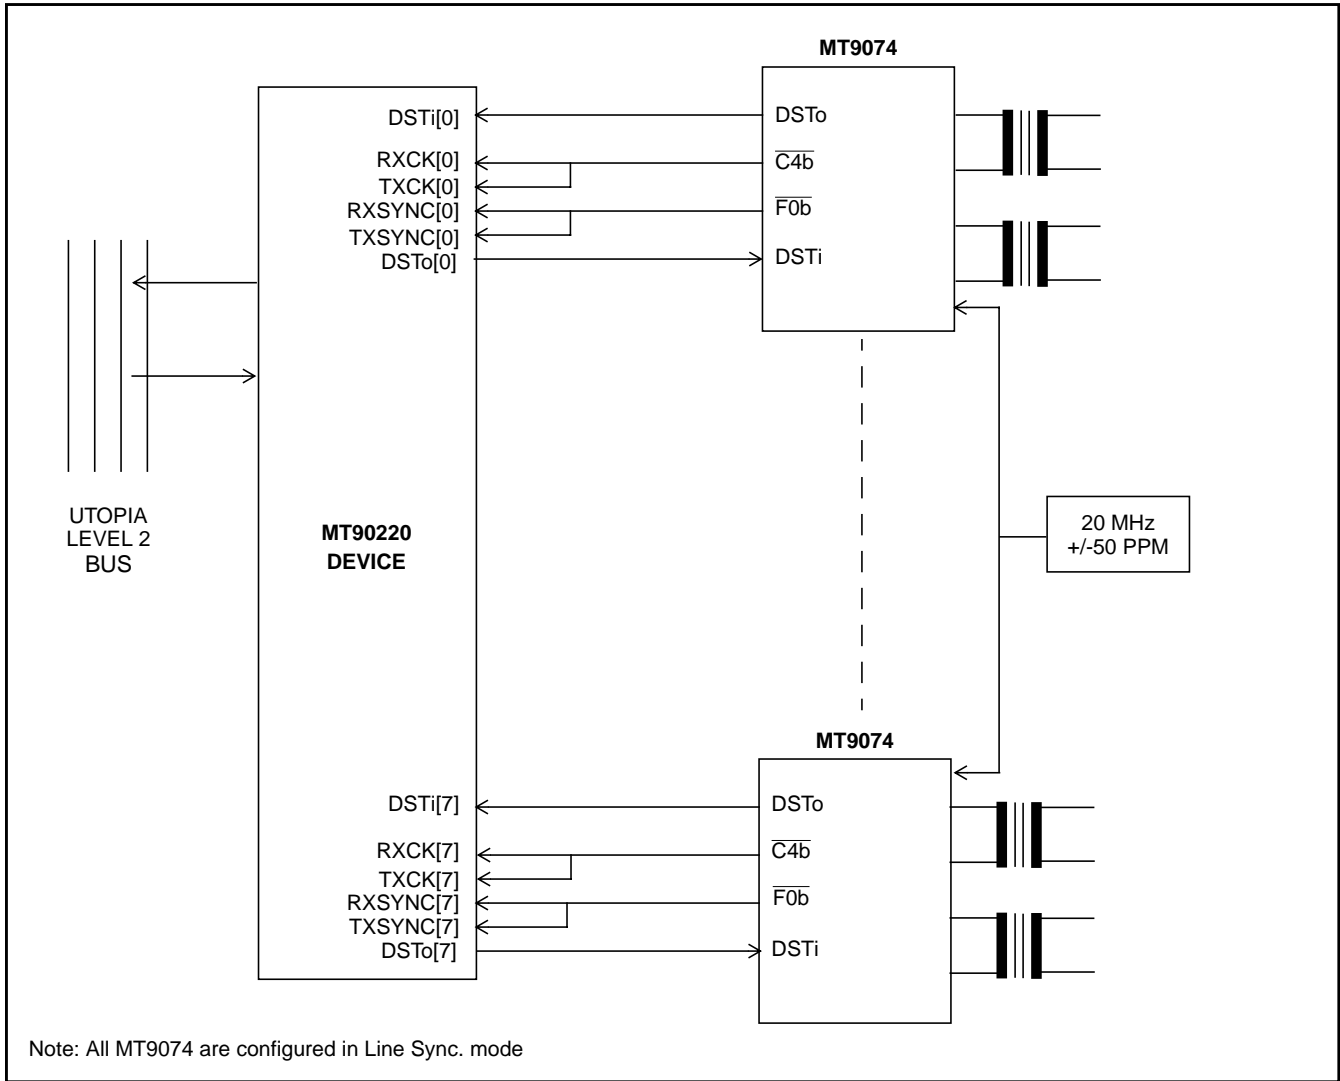 MT9074
DSTi[0]
RXCK[0]
TXCK[0]
RXSYNC[0]
TXSYNC[0]
DSTo[0]
DSTo
C4b
F0b
DSTi
UTOPIA
LEVEL 2
BUS
MT90220
DEVICE
20 MHz
+/-50 PPM
MT9074
DSTi[7]
RXCK[7]
TXCK[7]
RXSYNC[7]
TXSYNC[7]
DSTo[7]
DSTo
C4b
F0b
DSTi
Note: All MT9074 are configured in Line Sync. mode